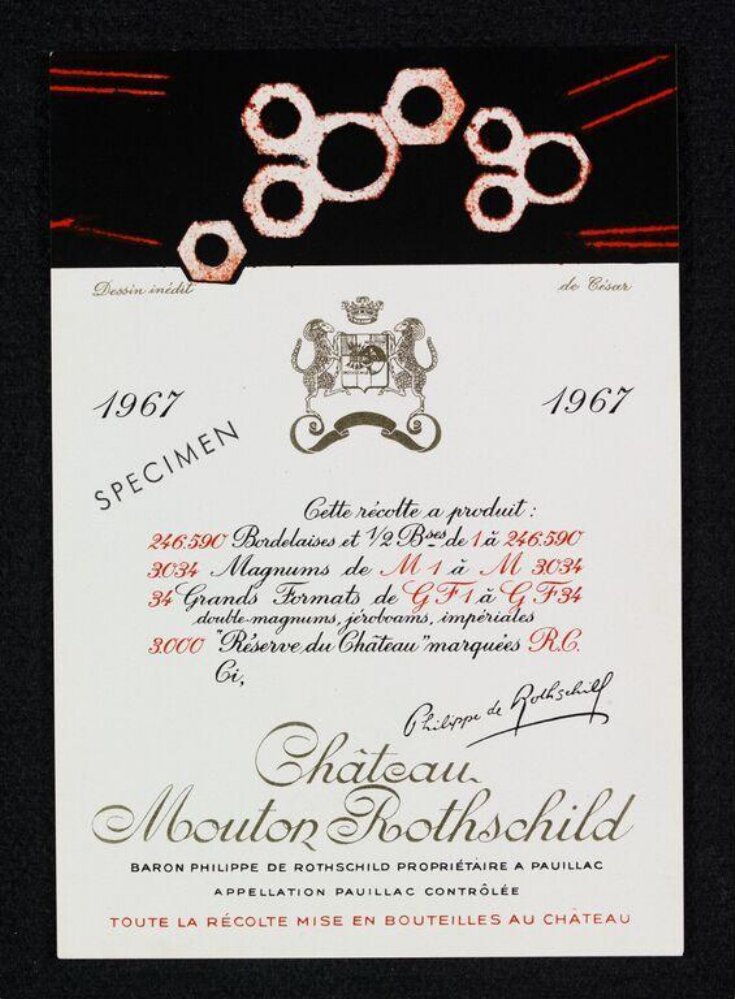 Dessin inédit de César
1967 1967
SPECIMEN
Cette récolte a produit :
246.590 Bordelaises et 1/2 Bses de 1 à 246.590
3034 Magnums de M 1 à M 3034
34 Grands Formats de G F 1 à G F 34
double-magnums, jéroboams, impériales
3.000 "Réserve du Château" marquées R.C.
Ci,
Philippe de Rothschild
Château
Mouton Rothschild
BARON PHILIPPE DE ROTHSCHILD PROPRIÉTAIRE A PAUILLAC
APPELLATION PAUILLAC CONTRÔLÉE
TOUTE LA RÉCOLTE MISE EN BOUTEILLES AU CHÂTEAU